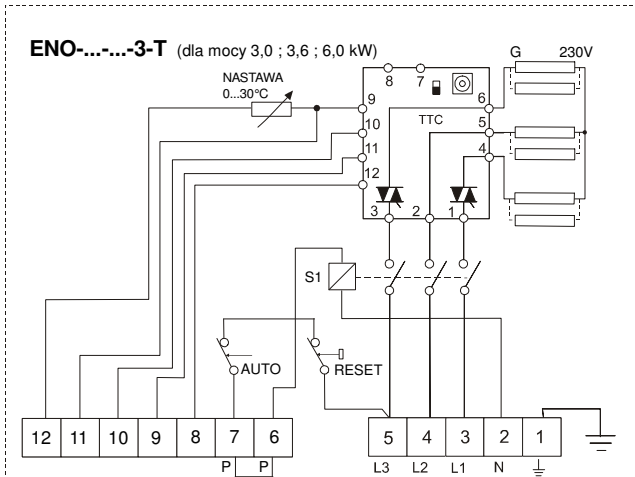 ENO-...-...-3-T (dla mocy 3,0 ; 3,6 ; 6,0 kW)
G 230V
NASTAWA
0...30°C
8 7
9 6
TTC
10 5
11 4
12
3 2 1
S1
AUTO RESET
12 11 10 9 8 7 6 5 4 3 2 1
P P L3 L2 L1 N